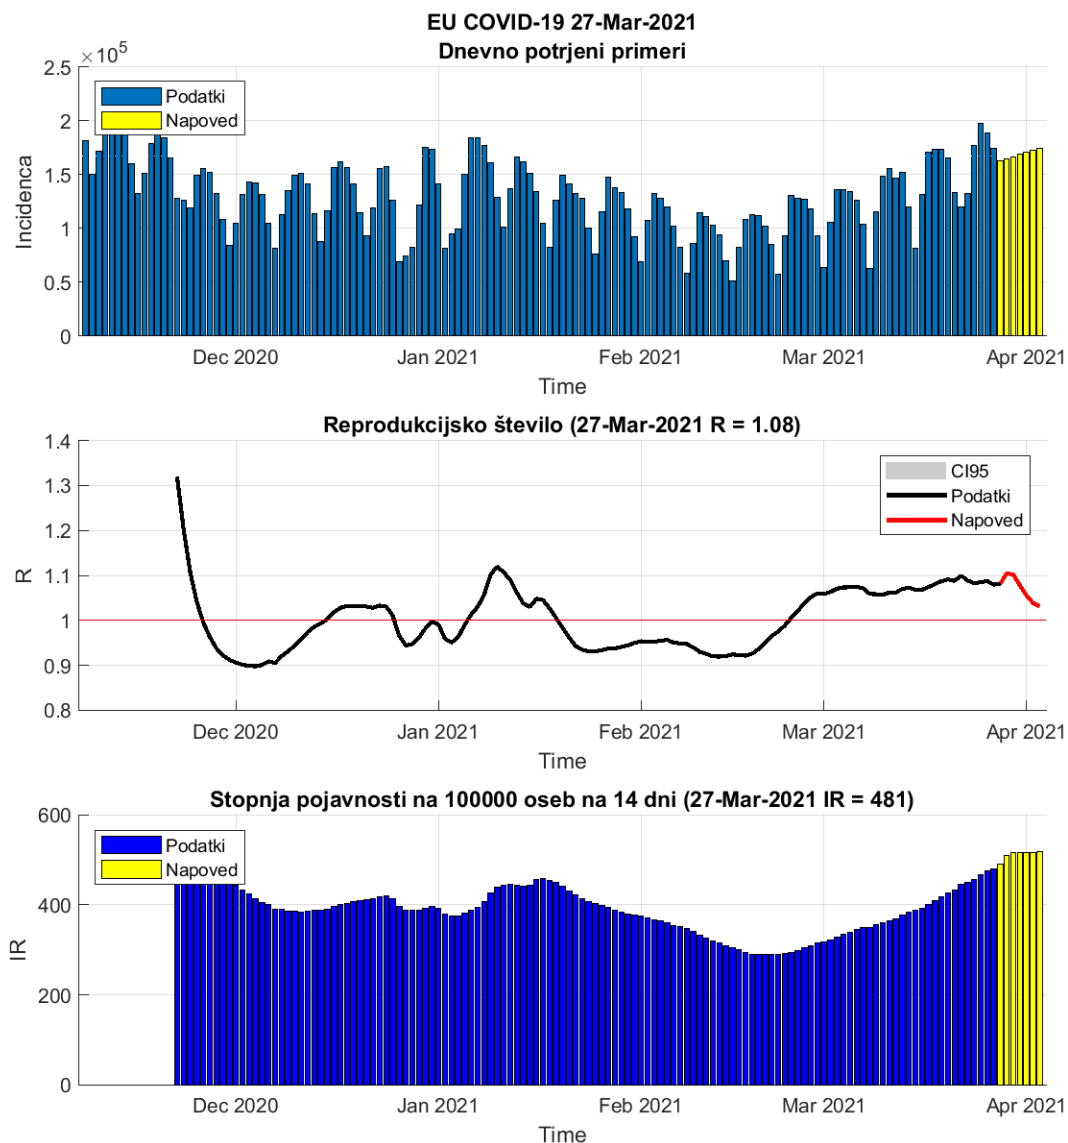 EU COVID-19 27-Mar-2021
Dnevno potrjeni primeri
×10⁵
2.5
2
1.5
1
0.5
0
Incidenca
Podatki
Napoved
Dec 2020
Jan 2021
Feb 2021
Mar 2021
Apr 2021
Time
Reprodukcijsko število (27-Mar-2021 R = 1.08)
1.4
1.3
1.2
1.1
1
0.9
0.8
R
CI95
Podatki
Napoved
Dec 2020
Jan 2021
Feb 2021
Mar 2021
Apr 2021
Time
Stopnja pojavnosti na 100000 oseb na 14 dni (27-Mar-2021 IR = 481)
600
400
200
0
IR
Podatki
Napoved
Dec 2020
Jan 2021
Feb 2021
Mar 2021
Apr 2021
Time